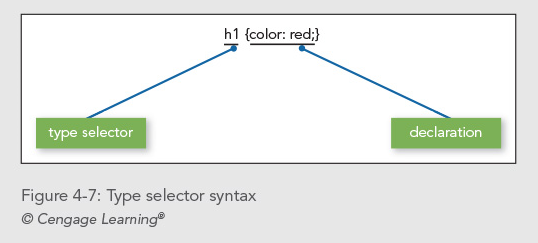 h1 {color: red;}
type selector
declaration
Figure 4-7: Type selector syntax
© Cengage Learning®